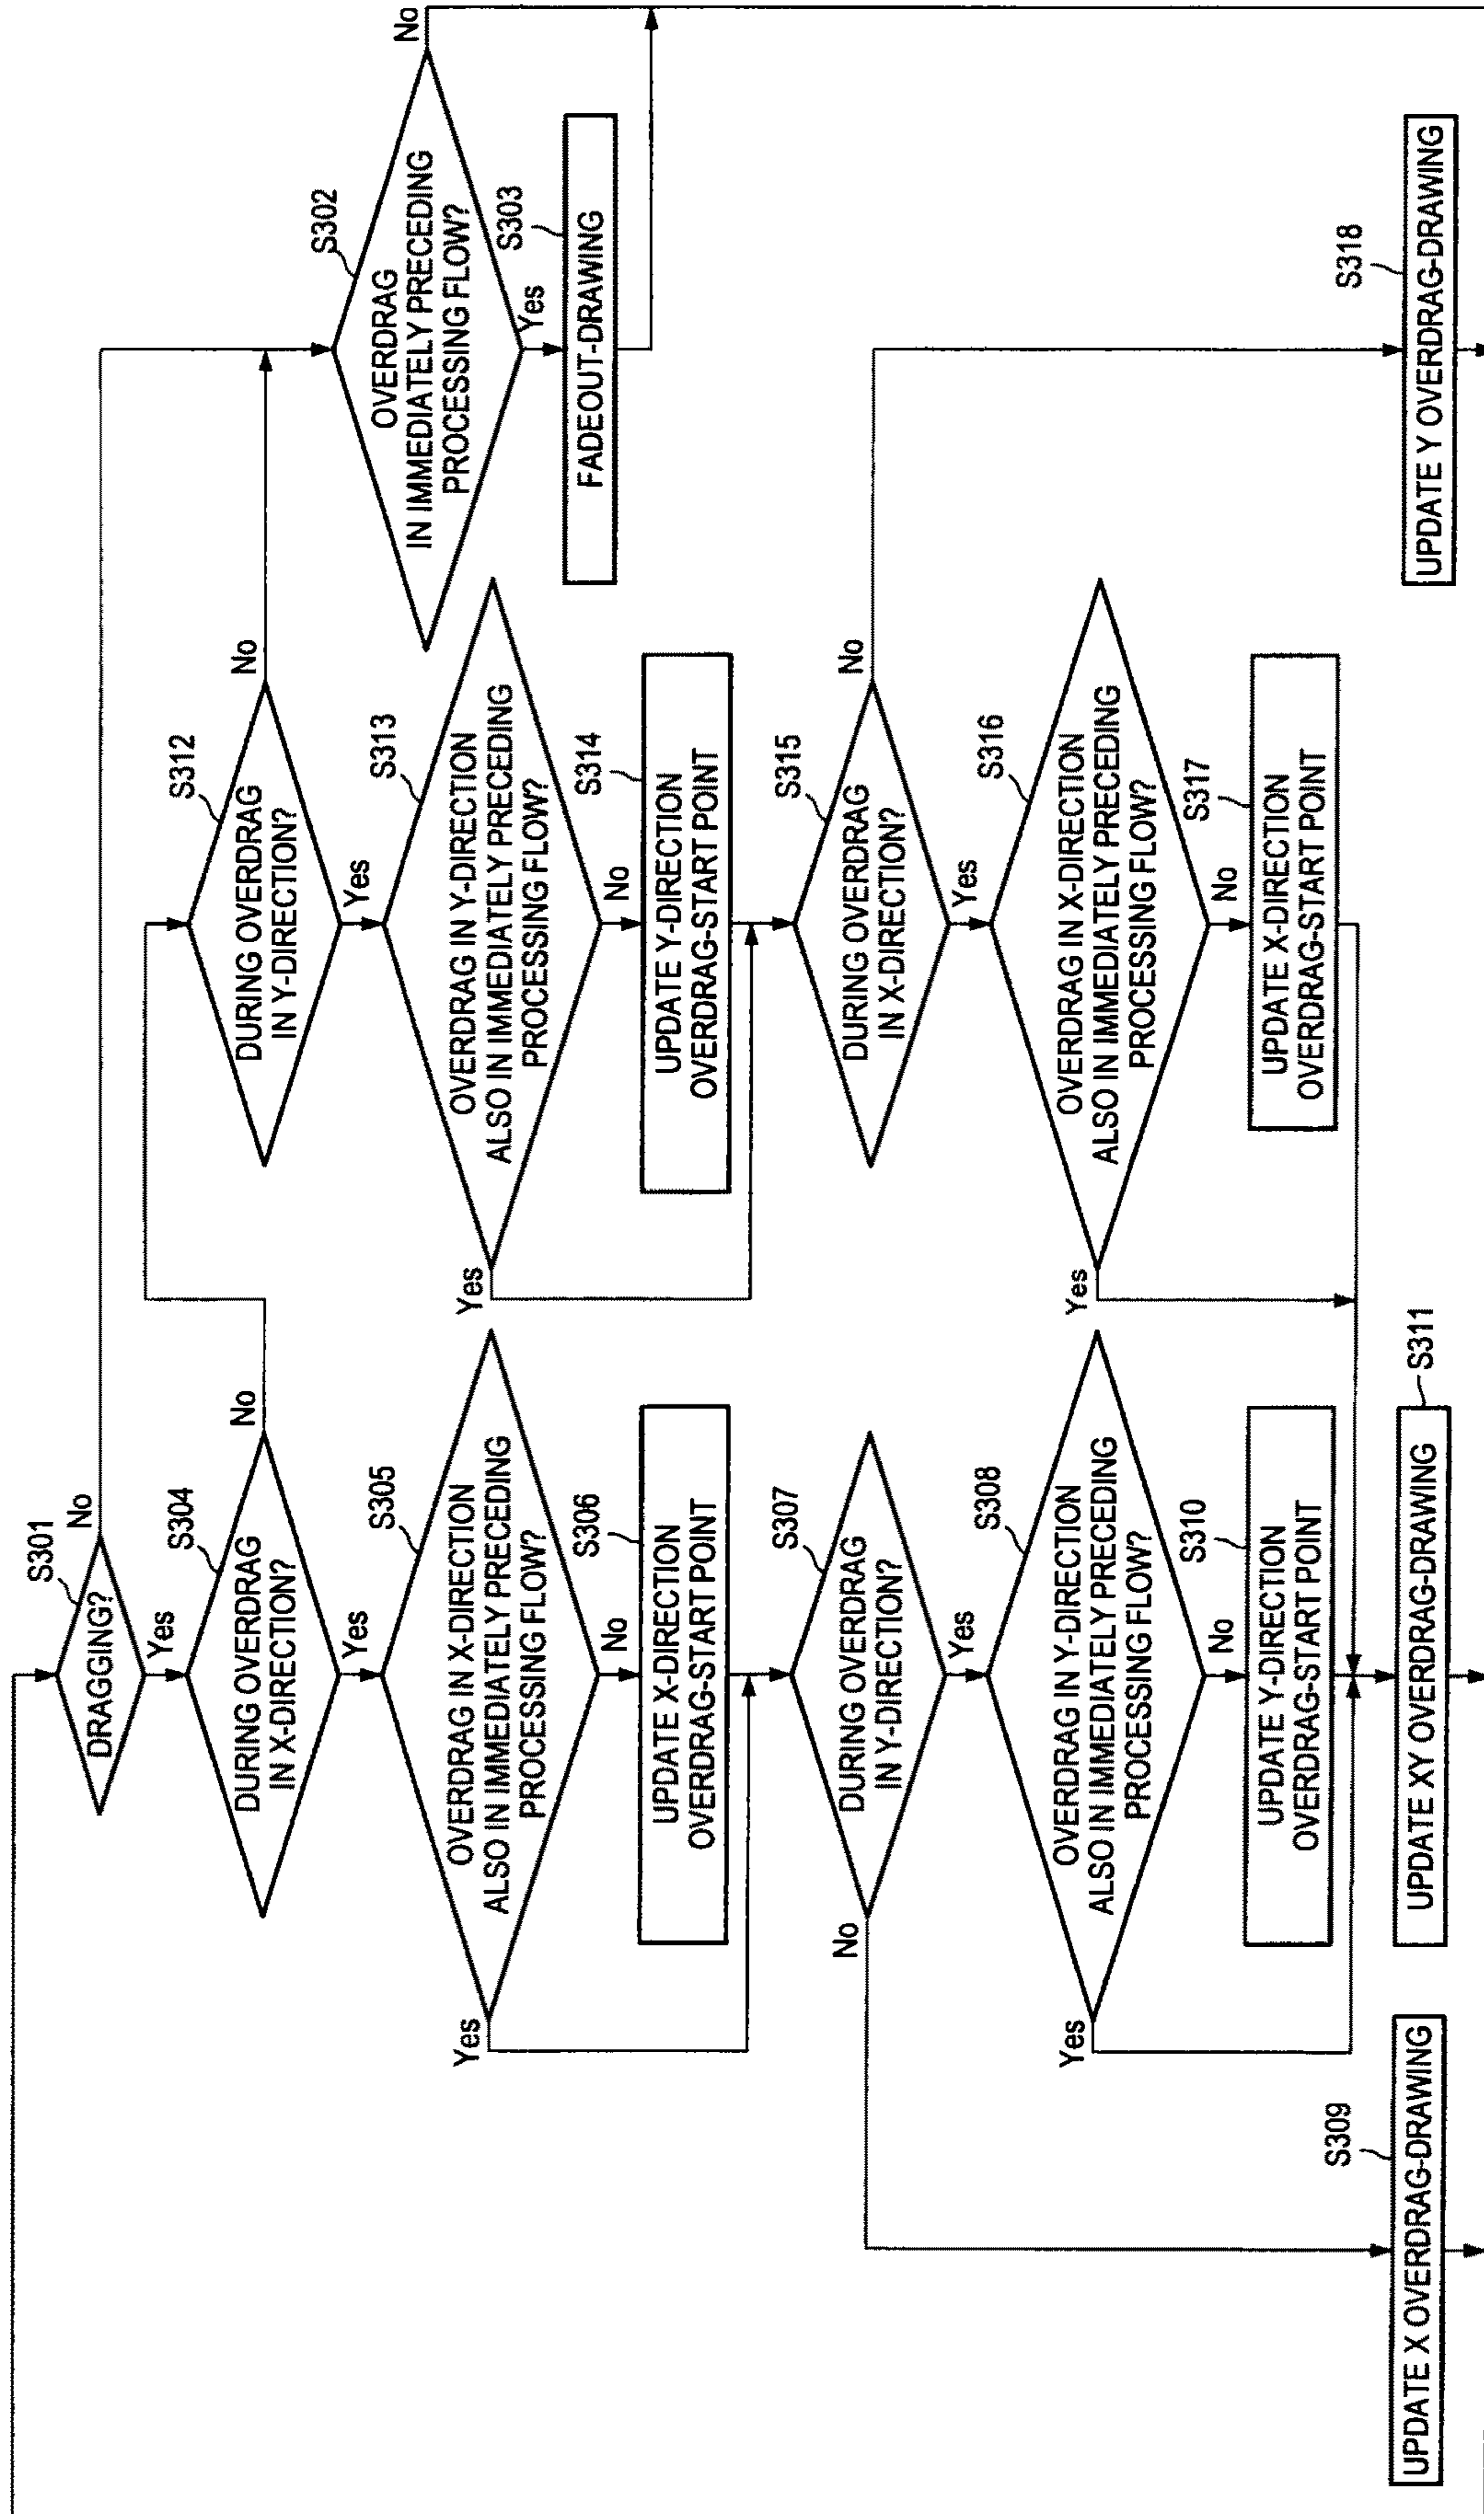 S301
DRAGGING?
No
Yes
S304
DURING OVERDRAG
IN X-DIRECTION?
No
Yes
S305
OVERDRAG IN X-DIRECTION
ALSO IN IMMEDIATELY PRECEDING
PROCESSING FLOW?
Yes
No
S306
UPDATE X-DIRECTION
OVERDRAG-START POINT
S307
DURING OVERDRAG
IN Y-DIRECTION?
No
Yes
S308
OVERDRAG IN Y-DIRECTION
ALSO IN IMMEDIATELY PRECEDING
PROCESSING FLOW?
Yes
No
S310
UPDATE Y-DIRECTION
OVERDRAG-START POINT
S309
UPDATE X OVERDRAG-DRAWING
S311
UPDATE XY OVERDRAG-DRAWING
S312
DURING OVERDRAG
IN Y-DIRECTION?
No
Yes
S313
OVERDRAG IN Y-DIRECTION
ALSO IN IMMEDIATELY PRECEDING
PROCESSING FLOW?
Yes
No
S314
UPDATE Y-DIRECTION
OVERDRAG-START POINT
S315
DURING OVERDRAG
IN X-DIRECTION?
No
Yes
S316
OVERDRAG IN X-DIRECTION
ALSO IN IMMEDIATELY PRECEDING
PROCESSING FLOW?
Yes
No
S317
UPDATE X-DIRECTION
OVERDRAG-START POINT
S302
OVERDRAG
IN IMMEDIATELY PRECEDING
PROCESSING FLOW?
No
Yes
S303
FADEOUT-DRAWING
S318
UPDATE Y OVERDRAG-DRAWING